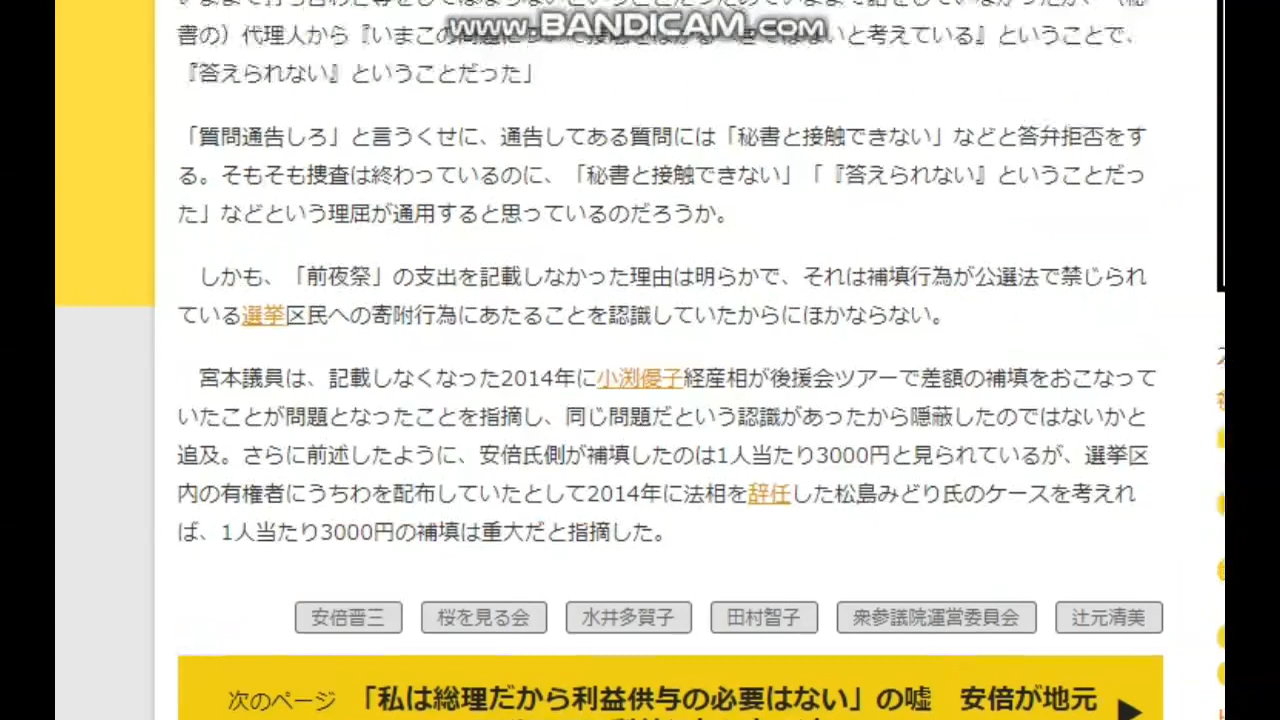 www.BANDICAM.com
書の）代理人から『いまこの
と考えている』ということで、
『答えられない』ということだった」
「質問通告しろ」と言うくせに、通告してある質問には「秘書と接触できない」などと答弁拒否をす
る。そもそも捜査は終わっているのに、「秘書と接触できない」「『答えられない』ということだっ
た」などという理屈が通用すると思っているのだろうか。
しかも、「前夜祭」の支出を記載しなかった理由は明らかで、それは補填行為が公選法で禁じられ
ている選挙区民への寄附行為にあたることを認識していたからにほかならない。
宮本議員は、記載しなくなった2014年に小渕優子経産相が後援会ツアーで差額の補填をおこなって
いたことが問題となったことを指摘し、同じ問題だという認識があったから隠蔽したのではないかと
追及。さらに前述したように、安倍氏側が補填したのは1人当たり3000円と見られているが、選挙区
内の有権者にうちわを配布していたとして2014年に法相を辞任した松島みどり氏のケースを考えれ
ば、1人当たり3000円の補填は重大だと指摘した。
安倍晋三 桜を見る会 水井多賀子 田村智子 衆参議院運営委員会 辻元清美
次のページ 「私は総理だから利益供与の必要はない」の嘘 安倍が地元